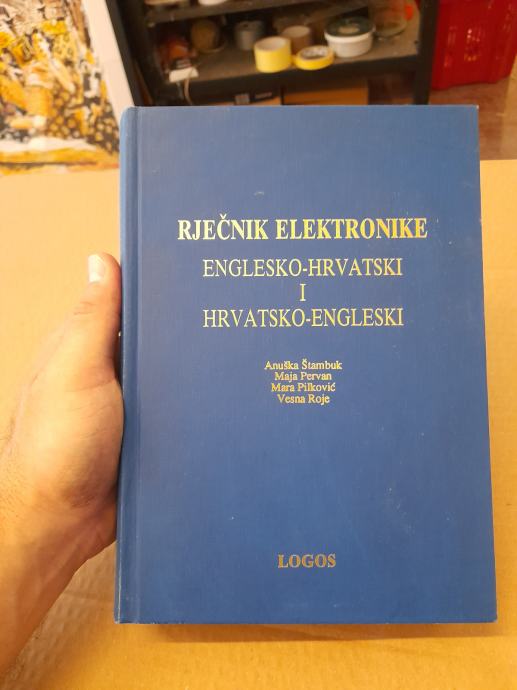 RJEČNIK ELEKTRONIKE
ENGLESKO-HRVATSKI
I
HRVATSKO-ENGLESKI
Anuška Štambuk
Maja Pervan
Mara Pilković
Vesna Roje
LOGOS